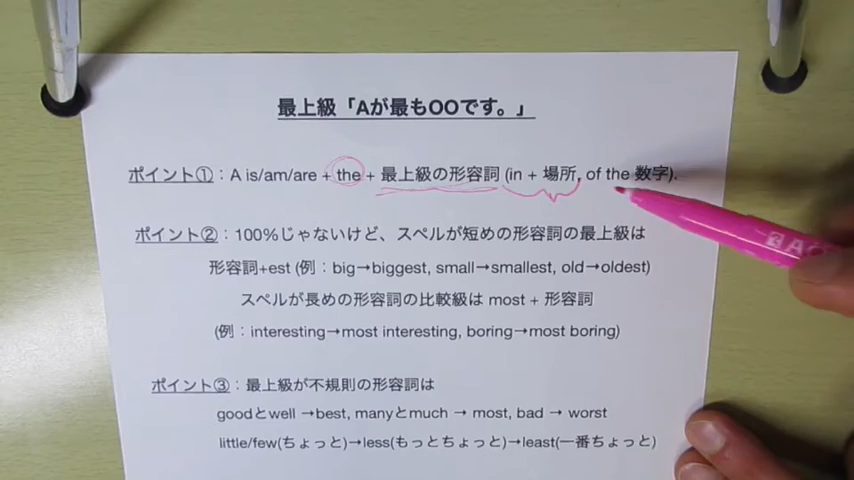 最上級「Aが最も○○です。」
ポイント①：A is/am/are + the + 最上級の形容詞 (in + 場所, of the 数字).
ポイント②：100%じゃないけど、スペルが短めの形容詞の最上級は
形容詞+est (例：big→biggest, small→smallest, old→oldest)
スペルが長めの形容詞の比較級は most + 形容詞
(例：interesting→most interesting, boring→most boring)
ポイント③：最上級が不規則の形容詞は
goodとwell →best, manyとmuch → most, bad → worst
little/few(ちょっと)→less(もっとちょっと)→least(一番ちょっと)